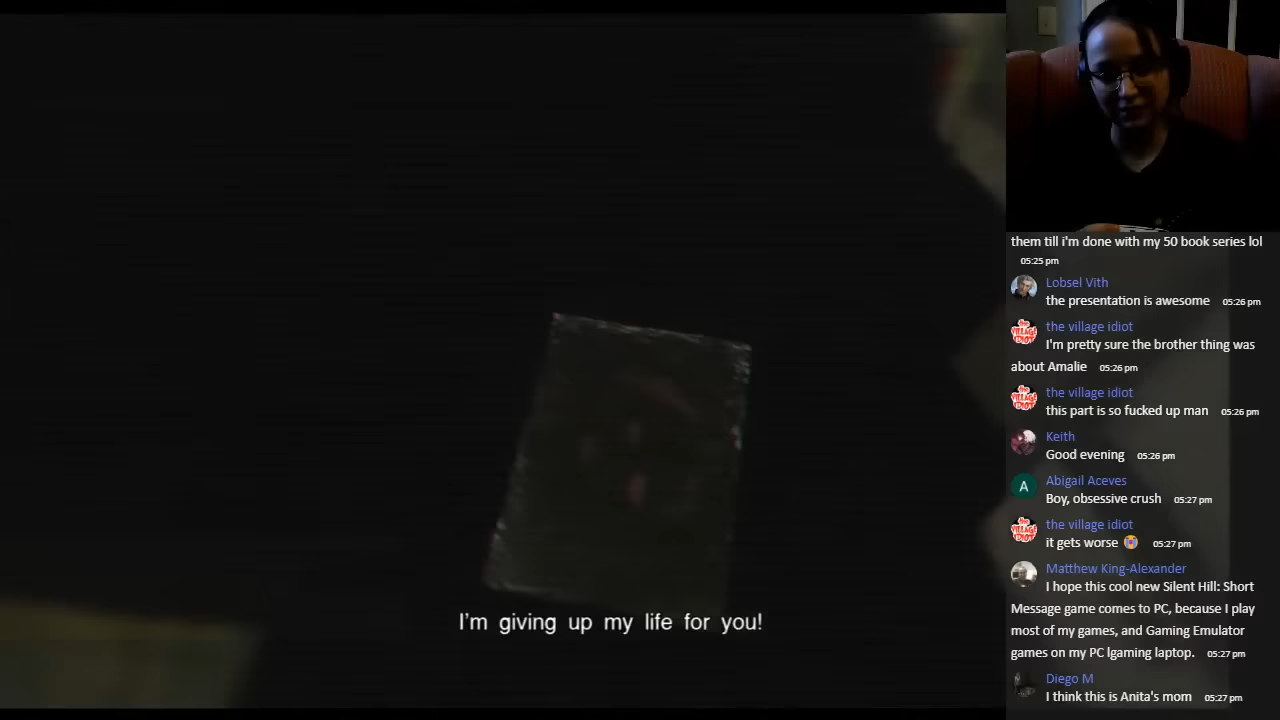 I'm giving up my life for you!
them till i'm done with my 50 book series lol
05:25 pm
Lobsel Vith
the presentation is awesome 05:26 pm
the village idiot
I'm pretty sure the brother thing was
about Amalie 05:26 pm
the village idiot
this part is so fucked up man 05:26 pm
Keith
Good evening 05:26 pm
A
Abigail Aceves
Boy, obsessive crush 05:27 pm
the village idiot
it gets worse 😭 05:27 pm
Matthew King-Alexander
I hope this cool new Silent Hill: Short
Message game comes to PC, because I play
most of my games, and Gaming Emulator
games on my PC lgaming laptop. 05:27 pm
Diego M
I think this is Anita's mom 05:27 pm